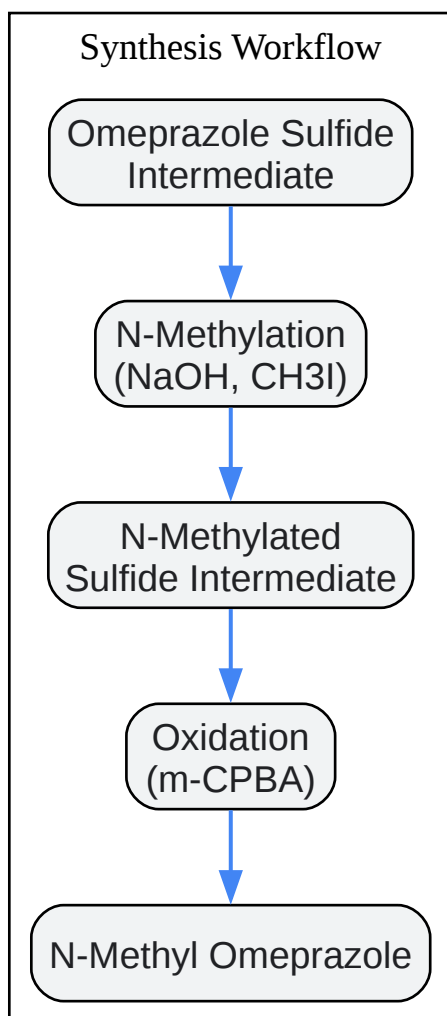 Synthesis Workflow
Omeprazole Sulfide
Intermediate
N-Methylation
(NaOH, CH3I)
N-Methylated
Sulfide Intermediate
Oxidation
(m-CPBA)
N-Methyl Omeprazole